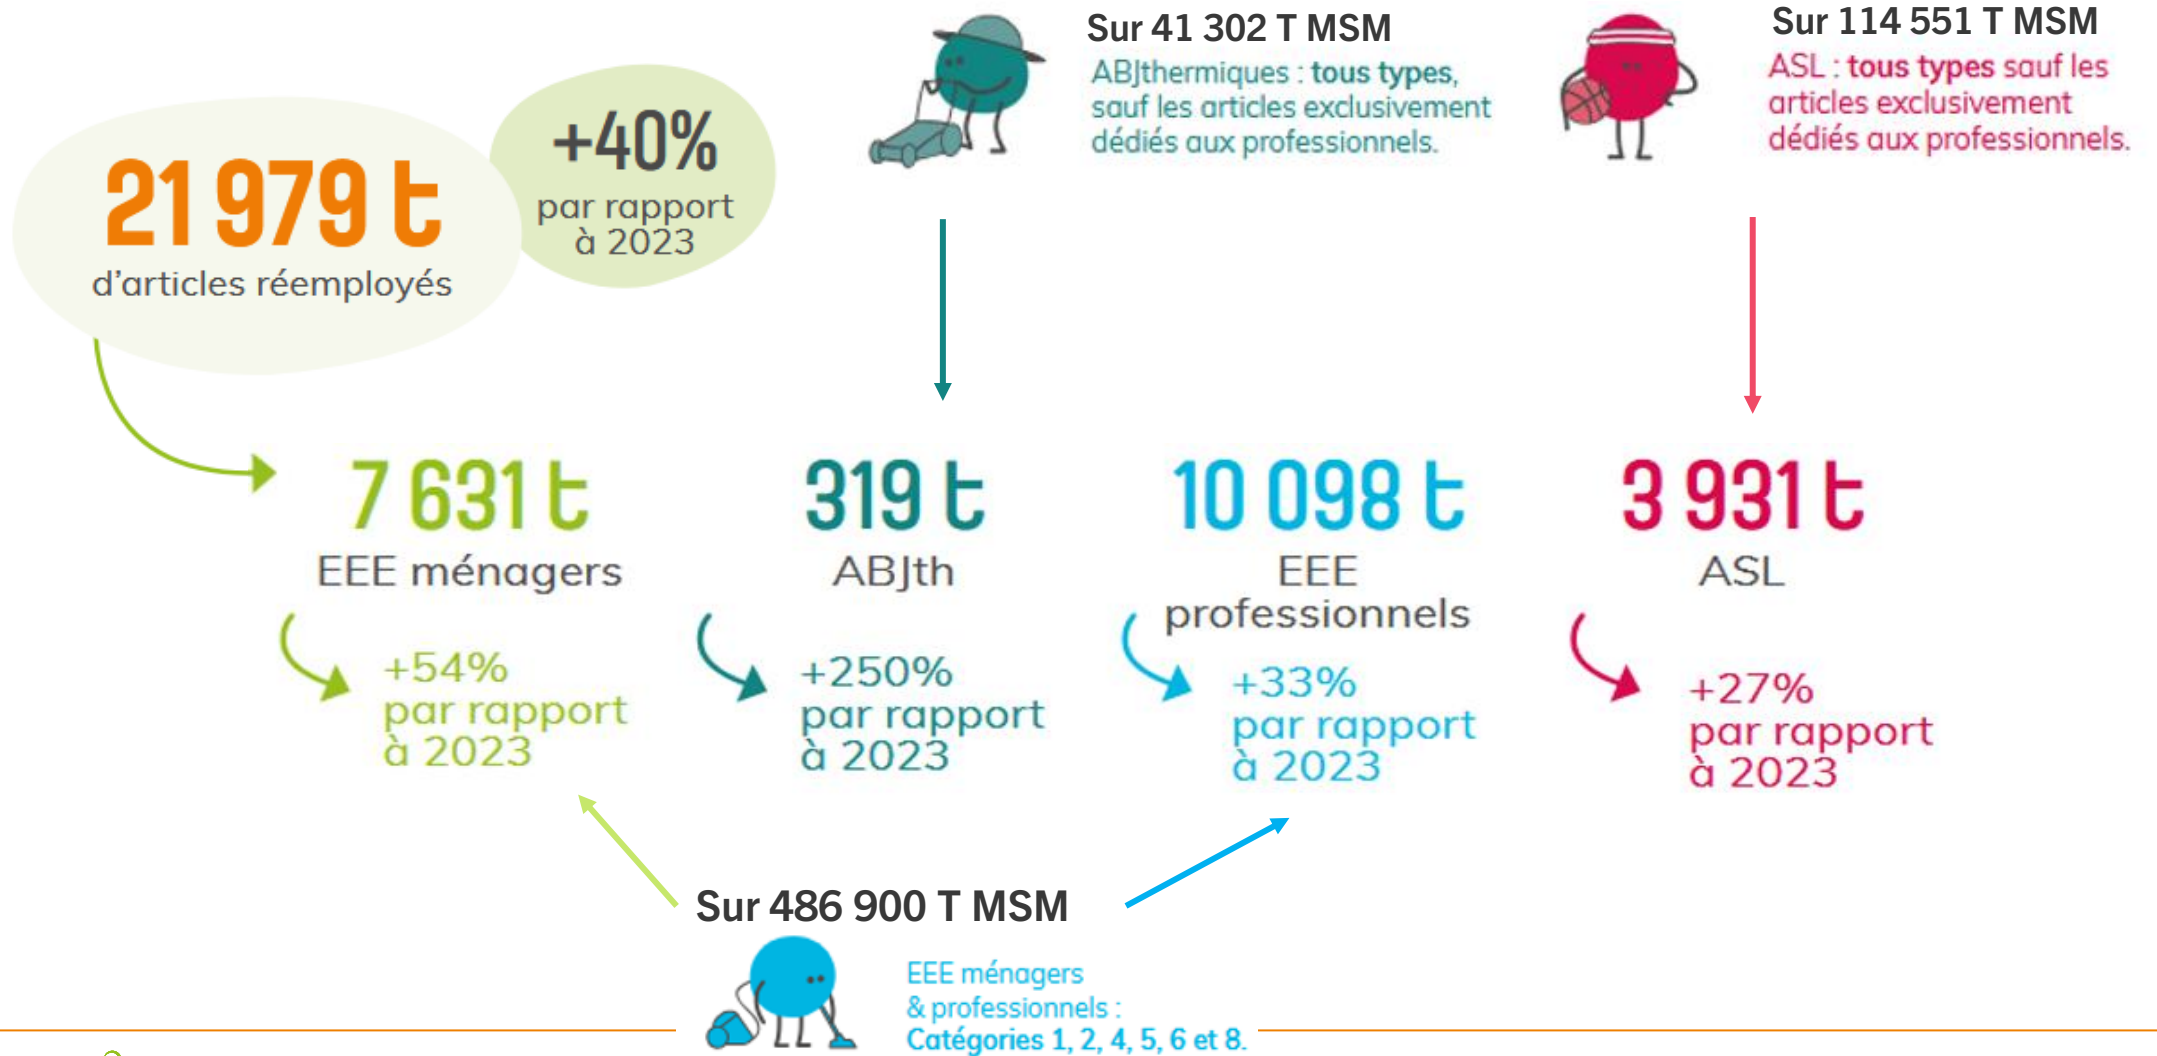 21 979 t
d'articles réemployés
+40%
par rapport
à 2023
Sur 41 302 T MSM
ABJthermiques : tous types,
sauf les articles exclusivement
dédiés aux professionnels.
Sur 114 551 T MSM
ASL : tous types sauf les
articles exclusivement
dédiés aux professionnels.
7 631 t
EEE ménagers
+54%
par rapport
à 2023
319 t
ABJth
+250%
par rapport
à 2023
10 098 t
EEE
professionnels
+33%
par rapport
à 2023
3 931 t
ASL
+27%
par rapport
à 2023
Sur 486 900 T MSM
EEE ménagers
& professionnels :
Catégories 1, 2, 4, 5, 6 et 8.